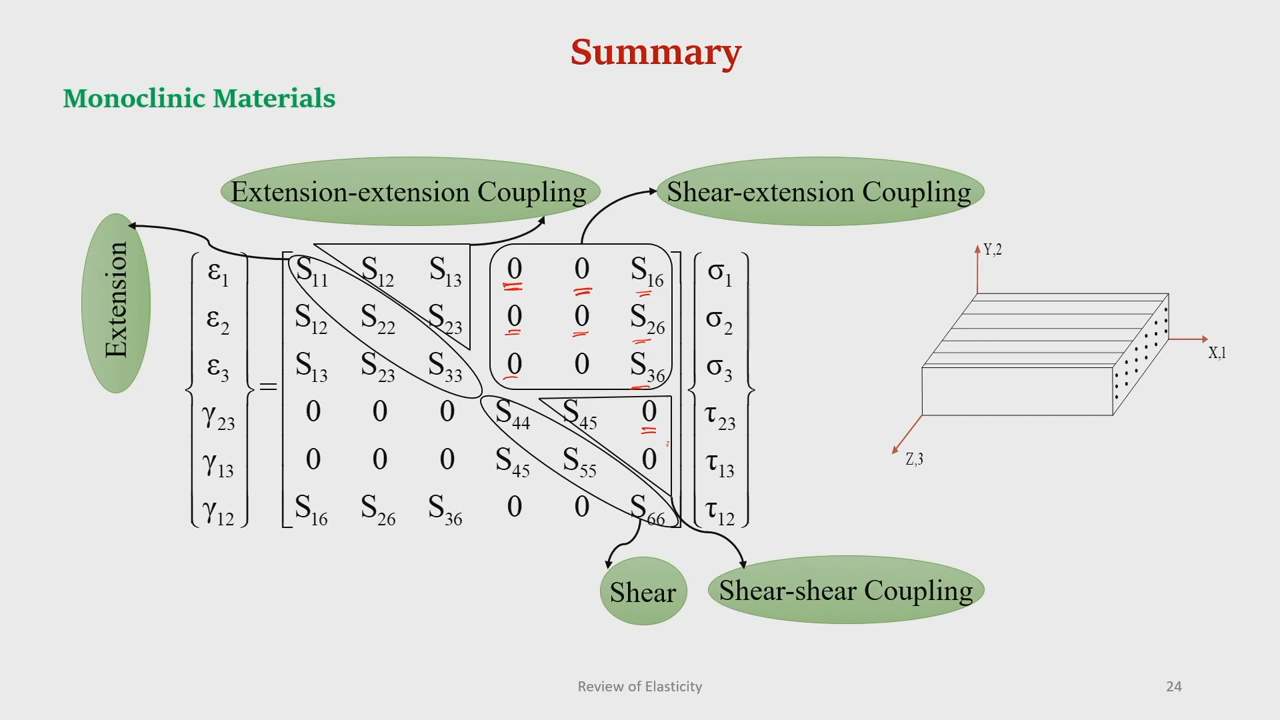 Summary
Monoclinic Materials
Extension-extension Coupling
Shear-extension Coupling
Extension
ε1 S11 S12 S13 0 0 S16 σ1
ε2 S12 S22 S23 0 0 S26 σ2
ε3 S13 S23 S33 0 0 S36 σ3
=
γ23 0 0 0 S44 S45 0 τ23
γ13 0 0 0 S45 S55 0 τ13
γ12 S16 S26 S36 0 0 S66 τ12
Y,2
X,1
Z,3
Shear
Shear-shear Coupling
Review of Elasticity
24